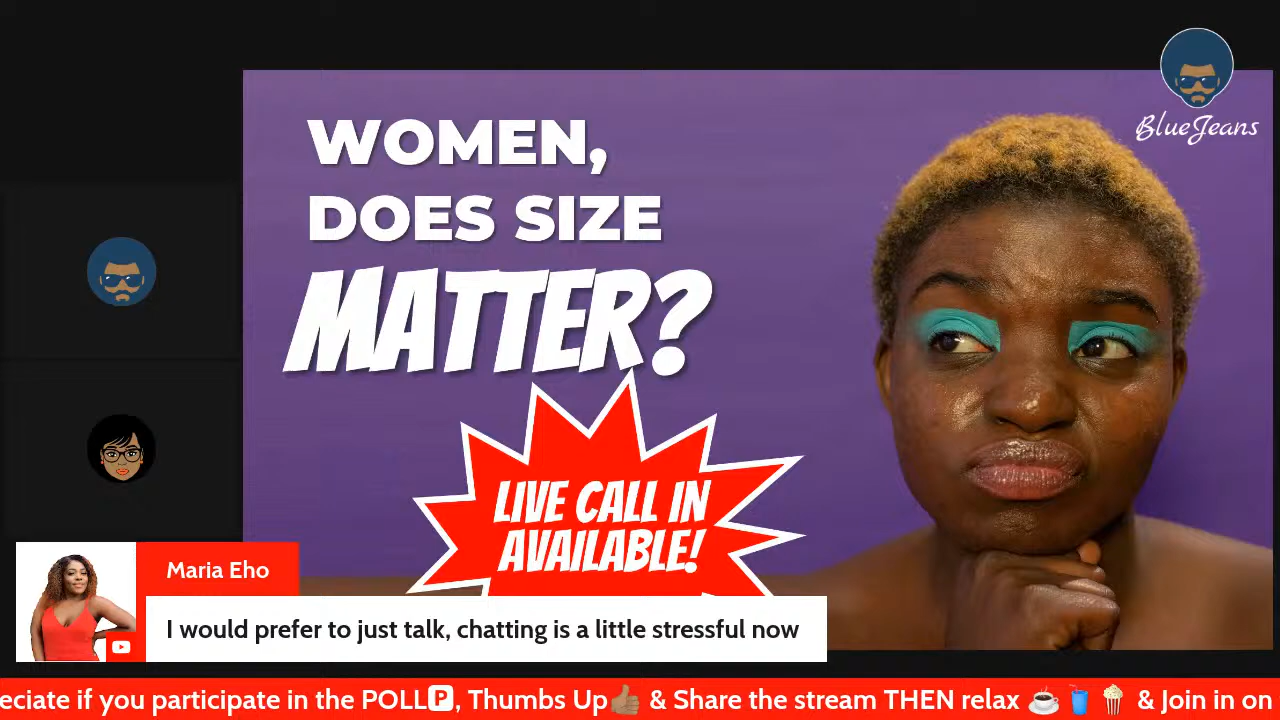 BlueJeans
WOMEN,
DOES SIZE
MATTER?
LIVE CALL IN
AVAILABLE!
Maria Eho
I would prefer to just talk, chatting is a little stressful now
eciate if you participate in the POLL🅿, Thumbs Up👍🏾 & Share the stream THEN relax ☕🥤🍿 & Join in on